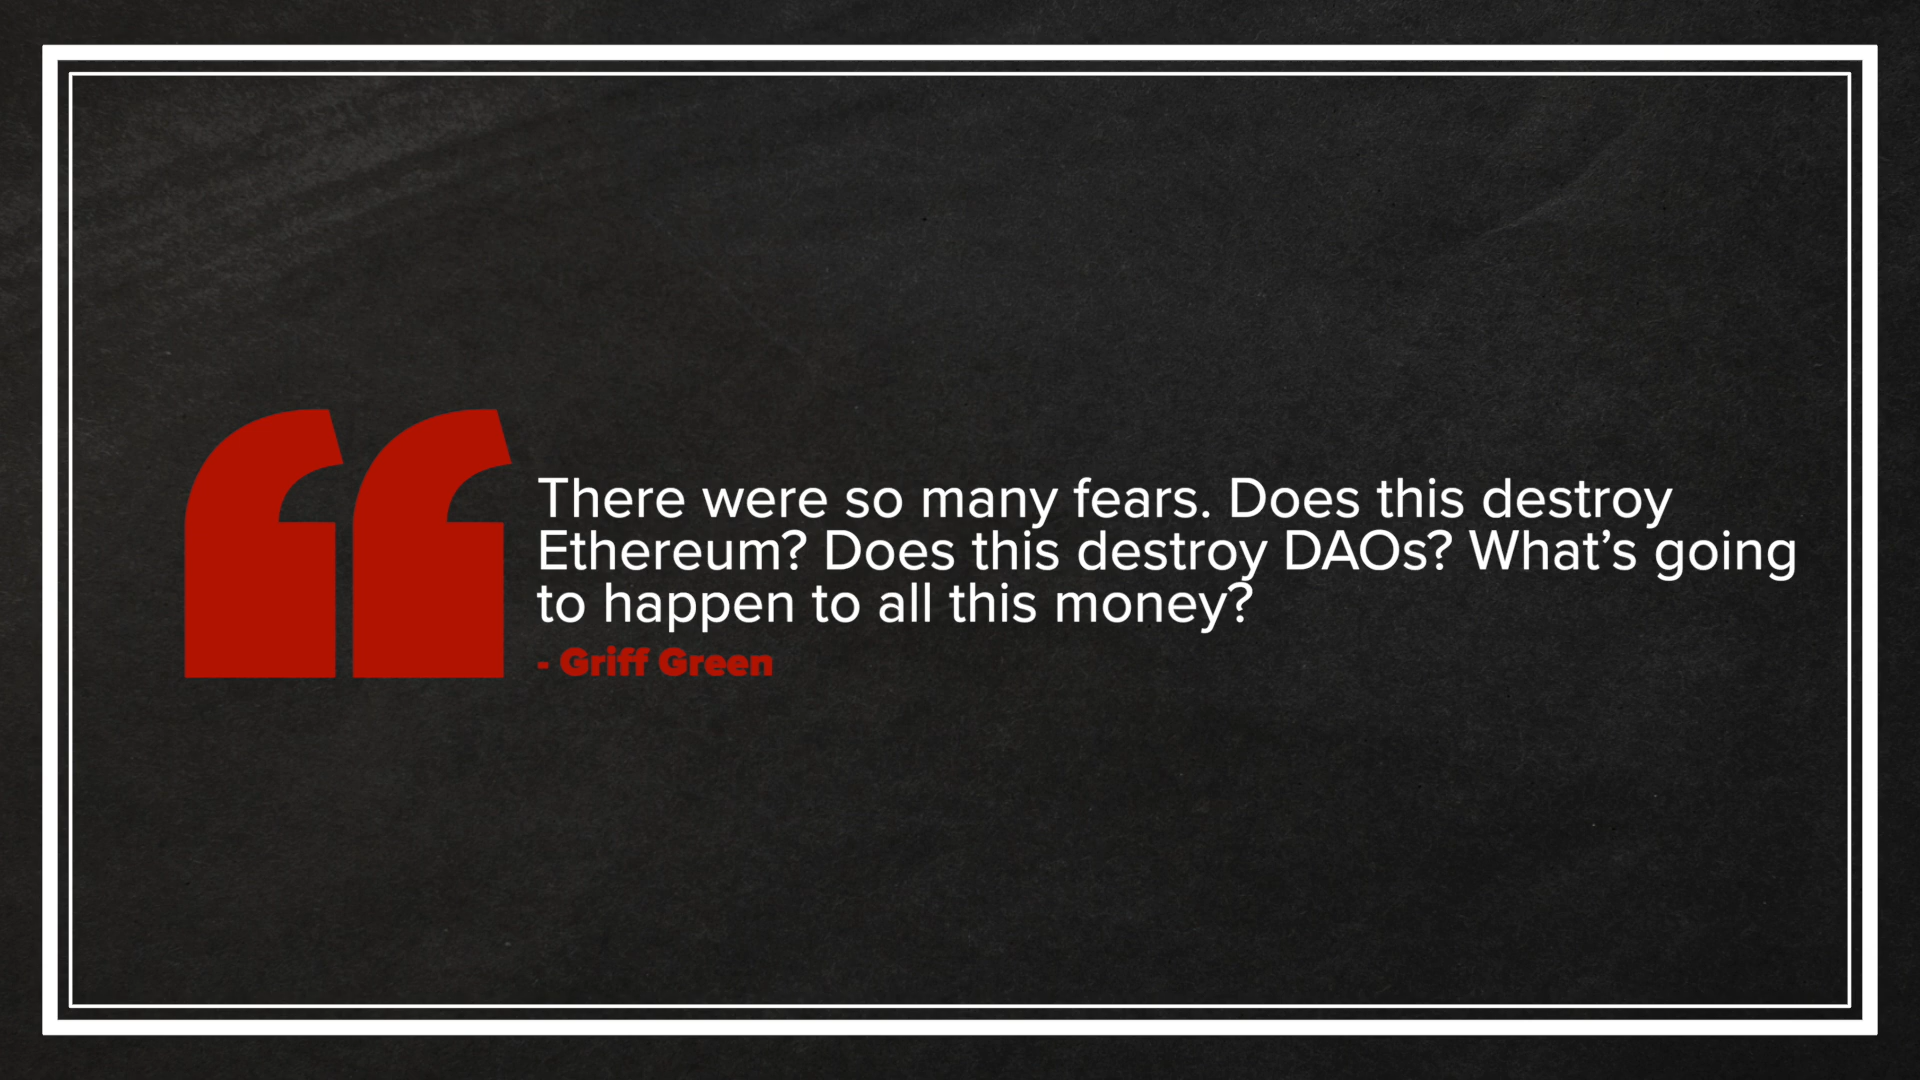 There were so many fears. Does this destroy
Ethereum? Does this destroy DAOs? What’s going
to happen to all this money?
- Griff Green